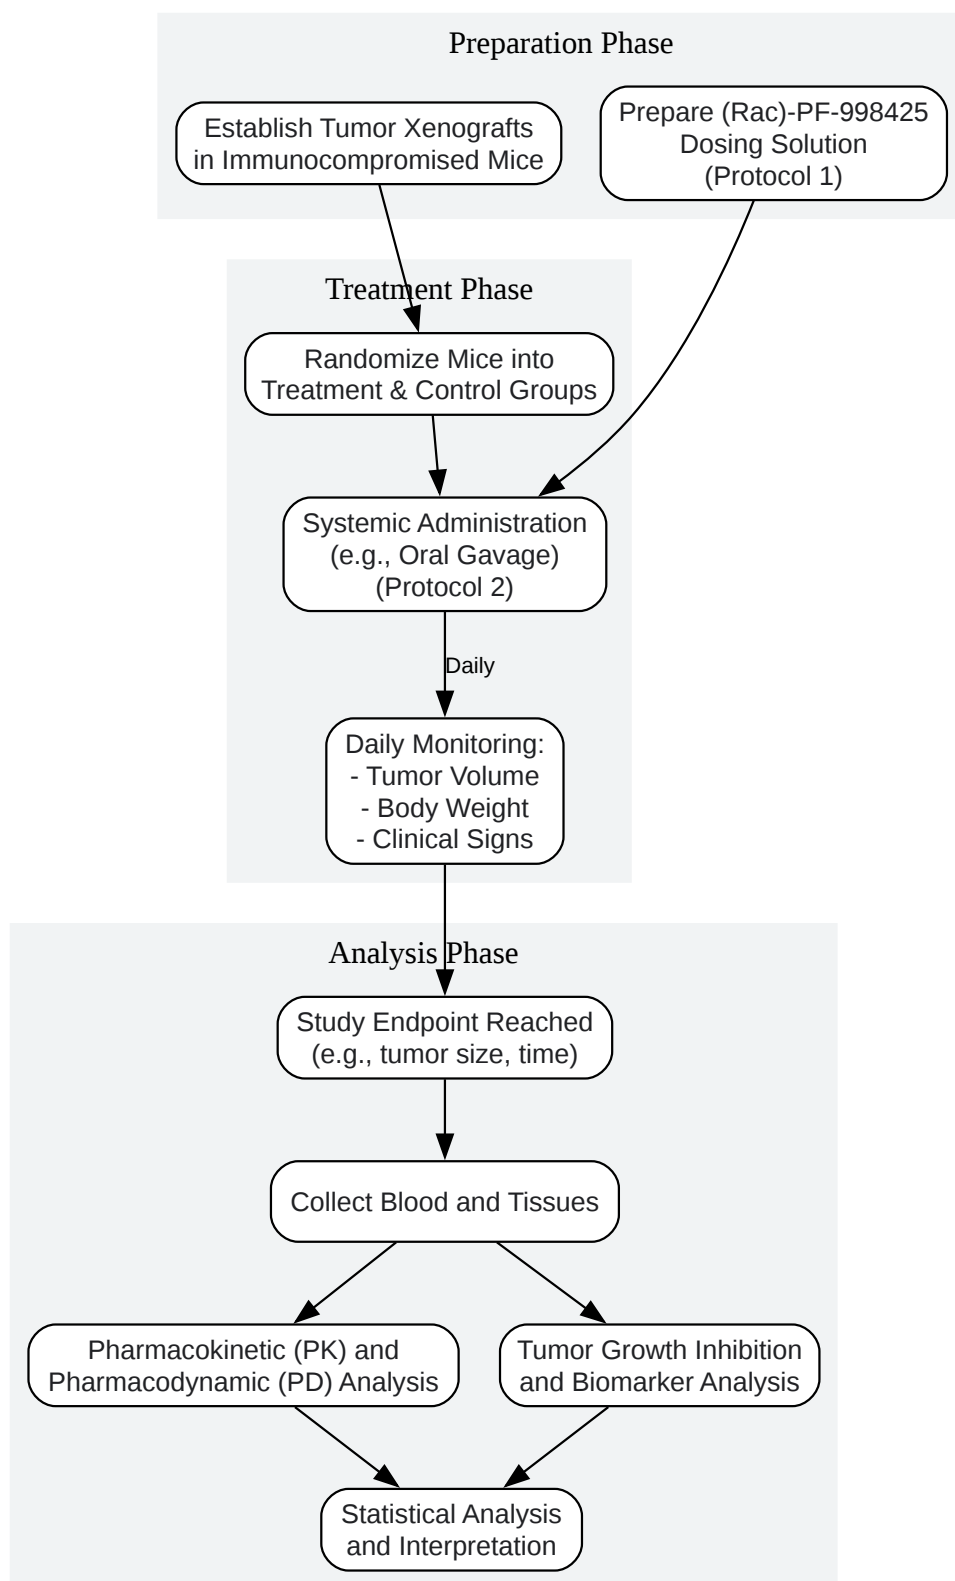 Preparation Phase
Establish Tumor Xenografts
in Immunocompromised Mice
Prepare (Rac)-PF-998425
Dosing Solution
(Protocol 1)
Treatment Phase
Randomize Mice into
Treatment & Control Groups
Systemic Administration
(e.g., Oral Gavage)
(Protocol 2)
Daily
Daily Monitoring:
- Tumor Volume
- Body Weight
- Clinical Signs
Analysis Phase
Study Endpoint Reached
(e.g., tumor size, time)
Collect Blood and Tissues
Pharmacokinetic (PK) and
Pharmacodynamic (PD) Analysis
Tumor Growth Inhibition
and Biomarker Analysis
Statistical Analysis
and Interpretation